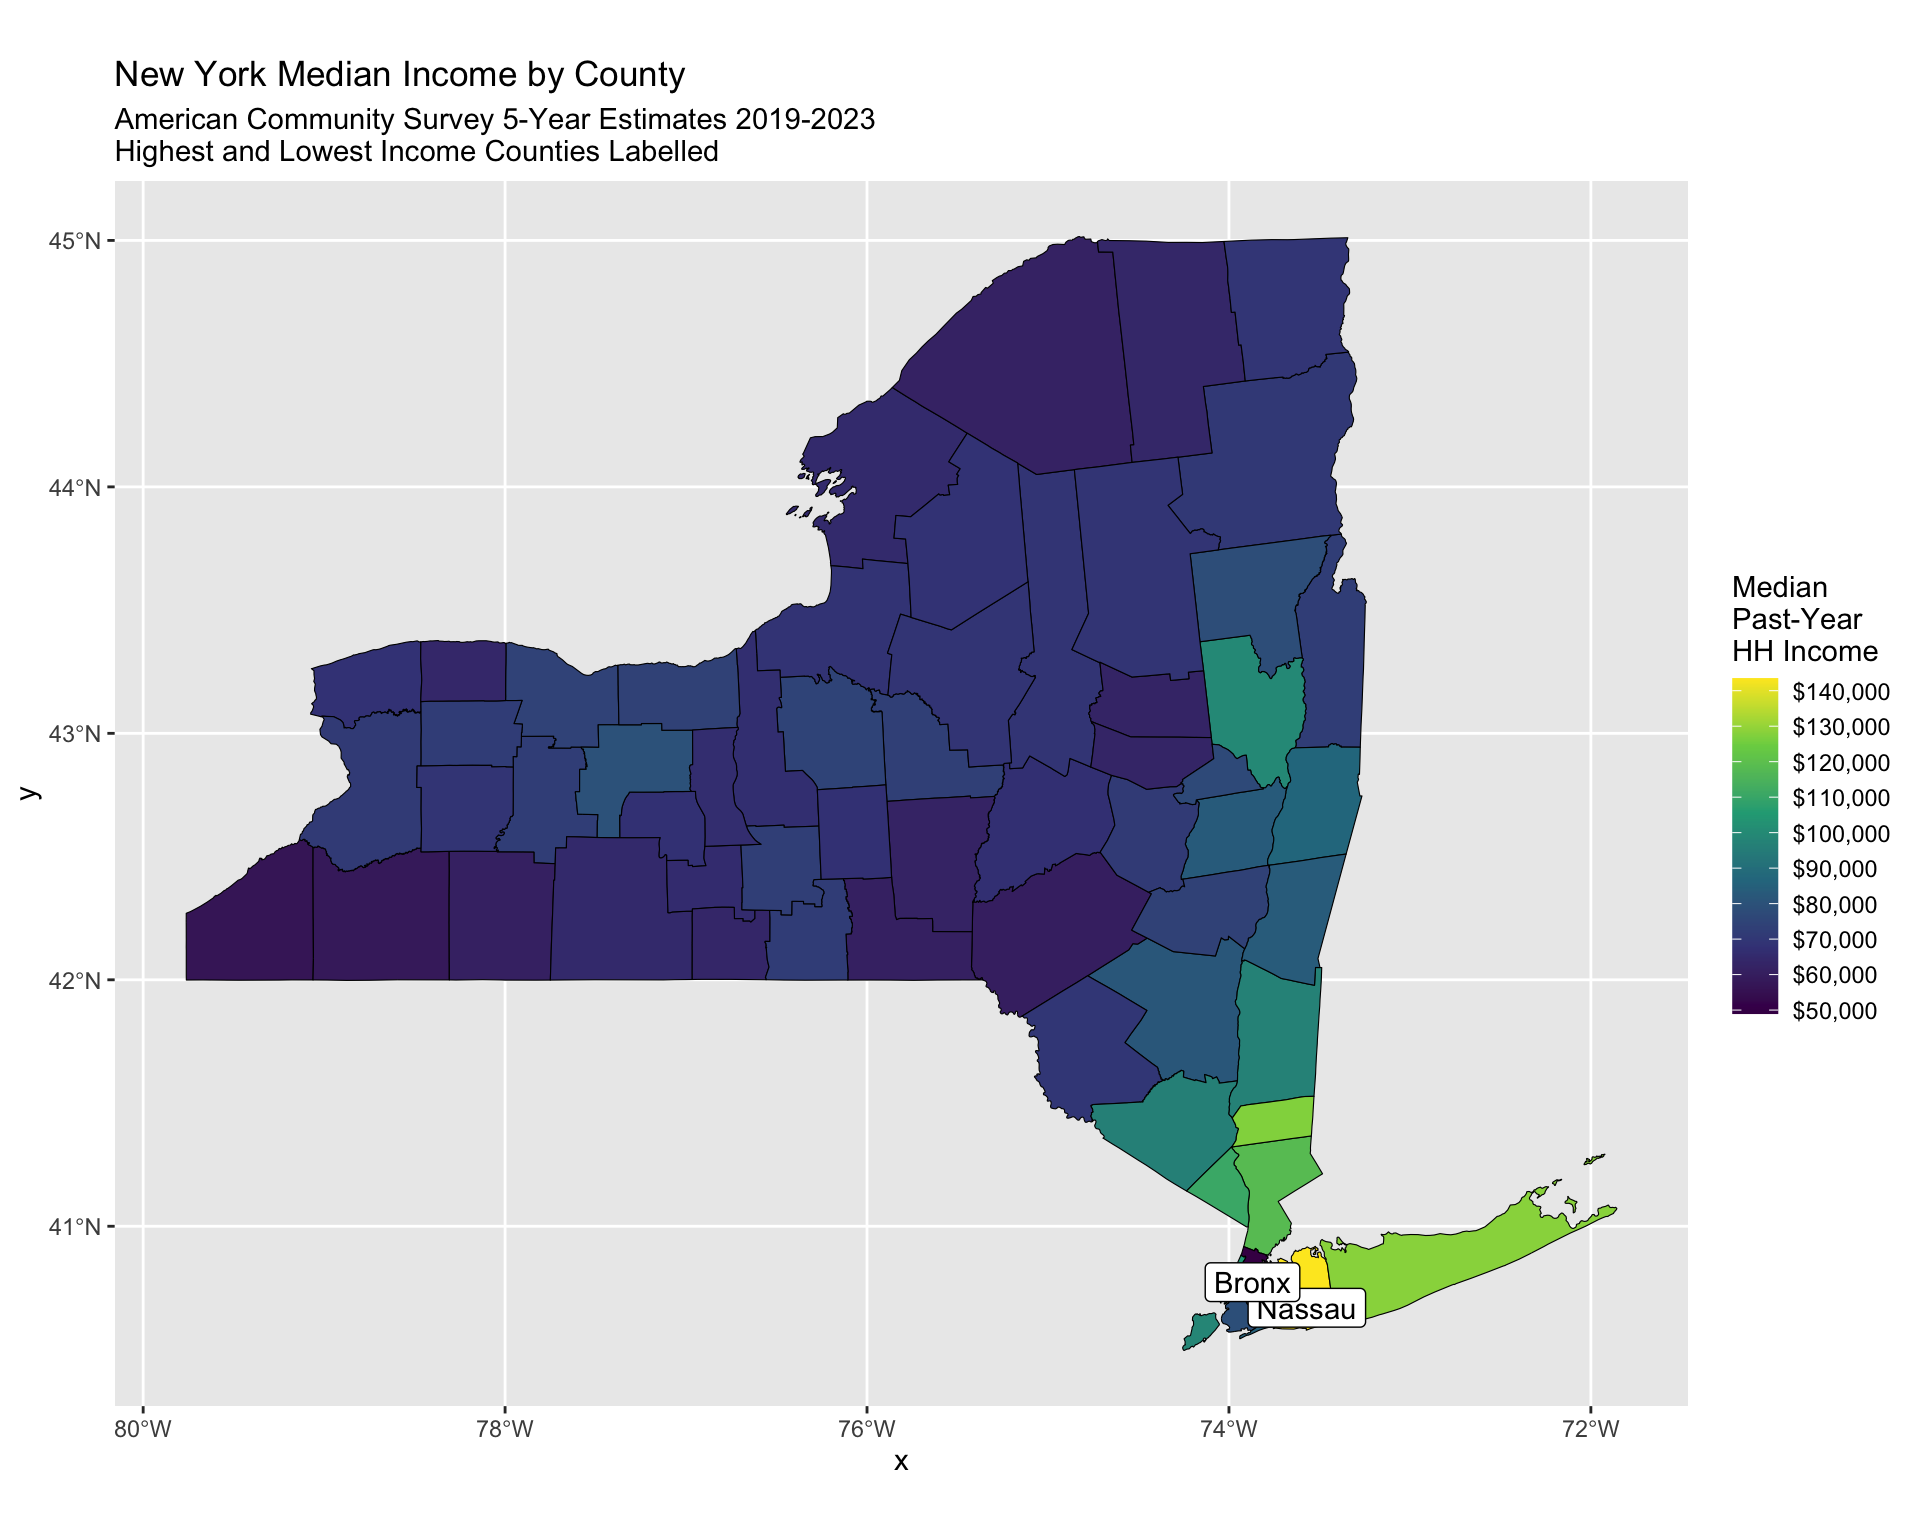 New York Median Income by County
American Community Survey 5-Year Estimates 2019-2023
Highest and Lowest Income Counties Labelled
45°N
44°N
43°N
42°N
41°N
y
80°W
78°W
76°W
74°W
72°W
x
Bronx
Nassau
Median
Past-Year
HH Income
$140,000
$130,000
$120,000
$110,000
$100,000
$90,000
$80,000
$70,000
$60,000
$50,000